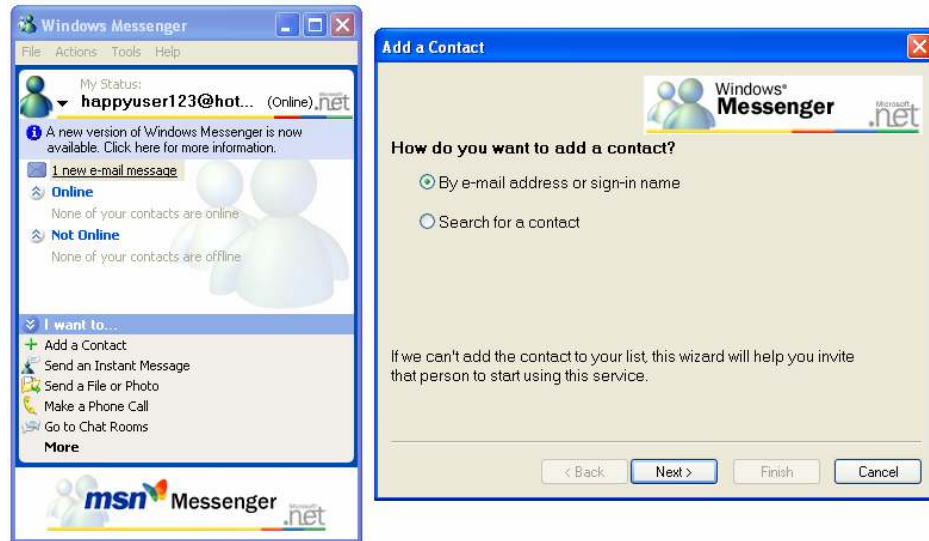 Windows Messenger
File Actions Tools Help
My Status:
happyuser123@hot... (Online)
Microsoft
.net
A new version of Windows Messenger is now
available. Click here for more information.
1 new e-mail message
Online
None of your contacts are online
Not Online
None of your contacts are offline
I want to...
Add a Contact
Send an Instant Message
Send a File or Photo
Make a Phone Call
Go to Chat Rooms
More
msn Messenger
Microsoft
.net
Add a Contact
Windows®
Messenger
Microsoft
.net
How do you want to add a contact?
By e-mail address or sign-in name
Search for a contact
If we can't add the contact to your list, this wizard will help you invite
that person to start using this service.
< Back Next > Finish Cancel